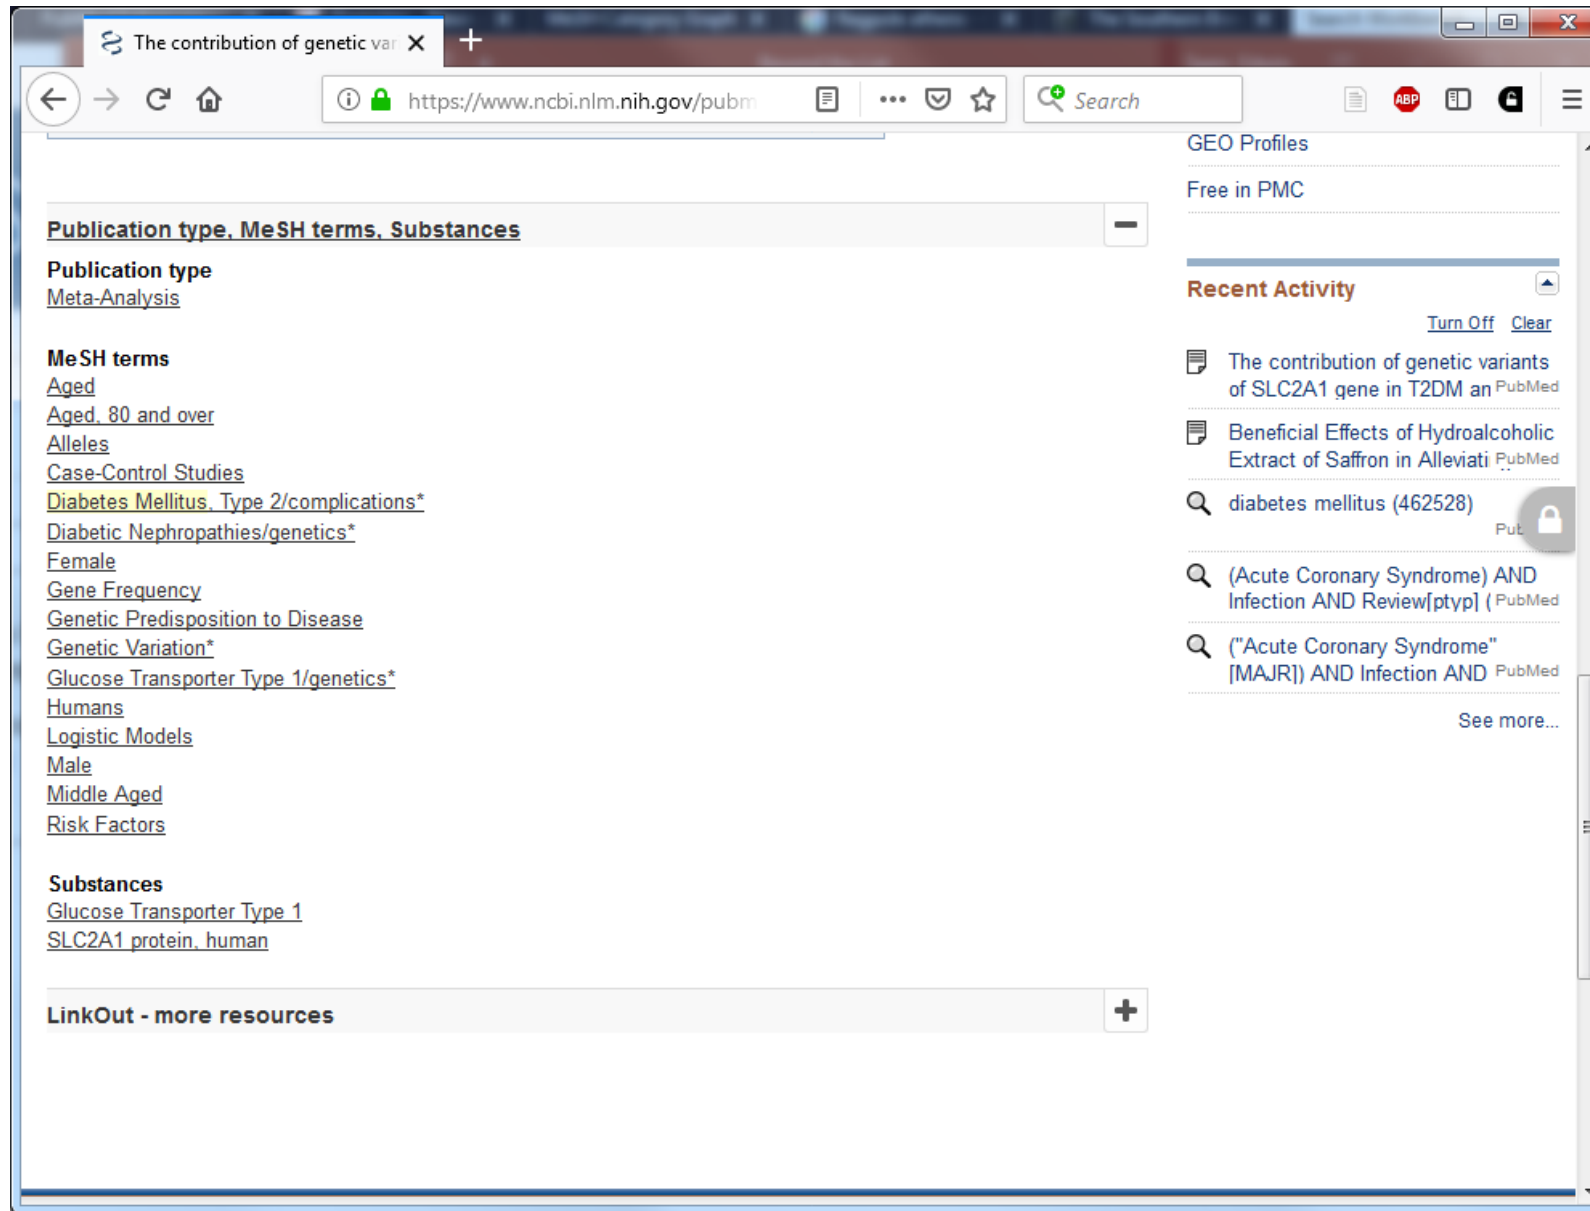 The contribution of genetic var
https://www.ncbi.nlm.nih.gov/pubm
Search
ABP
GEO Profiles
Free in PMC
Publication type, MeSH terms, Substances
Publication type
Meta-Analysis
MeSH terms
Aged
Aged, 80 and over
Alleles
Case-Control Studies
Diabetes Mellitus, Type 2/complications*
Diabetic Nephropathies/genetics*
Female
Gene Frequency
Genetic Predisposition to Disease
Genetic Variation*
Glucose Transporter Type 1/genetics*
Humans
Logistic Models
Male
Middle Aged
Risk Factors
Substances
Glucose Transporter Type 1
SLC2A1 protein, human
LinkOut - more resources
Recent Activity
Turn Off Clear
The contribution of genetic variants
of SLC2A1 gene in T2DM an PubMed
Beneficial Effects of Hydroalcoholic
Extract of Saffron in Alleviati PubMed
diabetes mellitus (462528)
(Acute Coronary Syndrome) AND
Infection AND Review[ptyp] ( PubMed
("Acute Coronary Syndrome"
[MAJR]) AND Infection AND PubMed
See more...